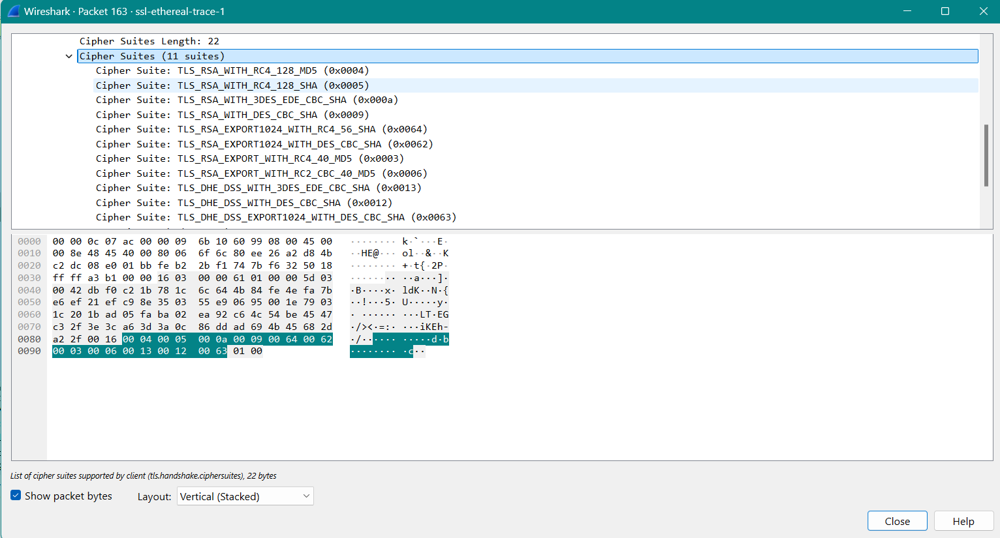 Wireshark · Packet 163 · ssl-ethereal-trace-1
Cipher Suites Length: 22
Cipher Suites (11 suites)
Cipher Suite: TLS_RSA_WITH_RC4_128_MD5 (0x0004)
Cipher Suite: TLS_RSA_WITH_RC4_128_SHA (0x0005)
Cipher Suite: TLS_RSA_WITH_3DES_EDE_CBC_SHA (0x000a)
Cipher Suite: TLS_RSA_WITH_DES_CBC_SHA (0x0009)
Cipher Suite: TLS_RSA_EXPORT1024_WITH_RC4_56_SHA (0x0064)
Cipher Suite: TLS_RSA_EXPORT1024_WITH_DES_CBC_SHA (0x0062)
Cipher Suite: TLS_RSA_EXPORT_WITH_RC4_40_MD5 (0x0003)
Cipher Suite: TLS_RSA_EXPORT_WITH_RC2_CBC_40_MD5 (0x0006)
Cipher Suite: TLS_DHE_DSS_WITH_3DES_EDE_CBC_SHA (0x0013)
Cipher Suite: TLS_DHE_DSS_WITH_DES_CBC_SHA (0x0012)
Cipher Suite: TLS_DHE_DSS_EXPORT1024_WITH_DES_CBC_SHA (0x0063)
0000 00 00 0c 07 ac 00 00 09 6b 10 60 99 08 00 45 00 ········ k·`···E·
0010 00 8e 48 45 40 00 80 06 6f 6c 80 ee 26 a2 d8 4b ··HE@··· ol··&··K
0020 c2 dc 08 e0 01 bb fe b2 2b f1 74 7b f6 32 50 18 ········ +·t{·2P·
0030 ff ff a3 b1 00 00 16 03 00 00 61 01 00 00 5d 03 ········ ··a···]·
0040 00 42 db f0 c2 1b 78 1c 6c 64 4b 84 fe 4e fa 7b ·B····x· ldK··N·{
0050 e6 ef 21 ef c9 8e 35 03 55 e9 06 95 00 1e 79 03 ··!···5· U·····y·
0060 1c 20 1b ad 05 fa ba 02 ea 92 c6 4c 54 be 45 47 · ······ ···LT·EG
0070 c3 2f 3e 3c a6 3d 3a 0c 86 dd ad 69 4b 45 68 2d ·/><·=:· ···iKEh-
0080 a2 2f 00 16 00 04 00 05 00 0a 00 09 00 64 00 62 ·/······ ·····d·b
0090 00 03 00 06 00 13 00 12 00 63 01 00 ········ ·c··
List of cipher suites supported by client (tls.handshake.ciphersuites), 22 bytes
Show packet bytes Layout: Vertical (Stacked)
Close Help